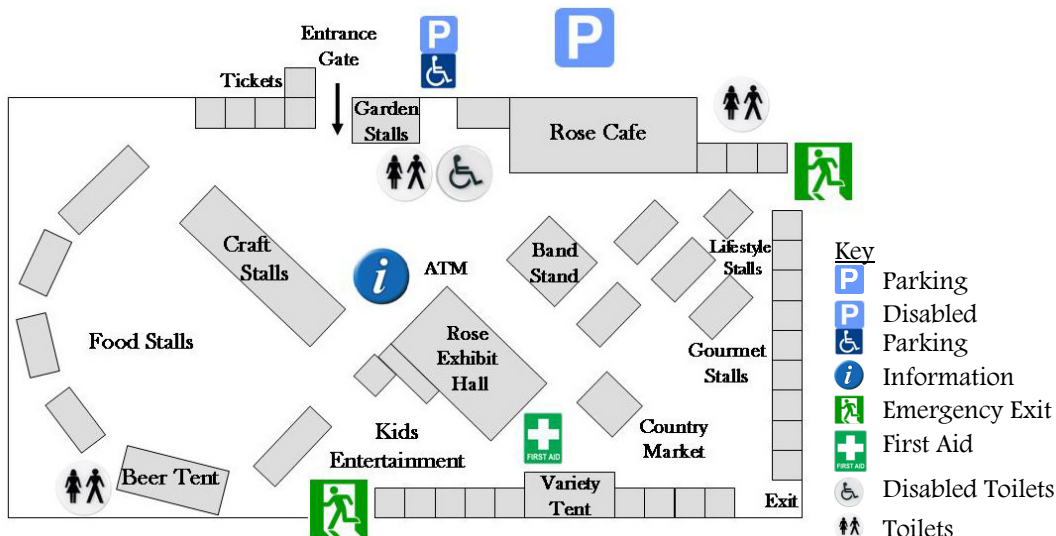 Entrance
Gate
P
P
Tickets
Garden
Stalls
Rose Cafe
Craft
Stalls
i
ATM
Band
Stand
Lifestyle
Stalls
Food Stalls
Rose
Exhibit
Hall
Gourmet
Stalls
Kids
Entertainment
FIRST AID
Country
Market
Beer Tent
Variety
Tent
Exit
Key
P
Parking
P
Disabled
Parking
i
Information
Emergency Exit
First Aid
FIRST AID
Disabled Toilets
Toilets